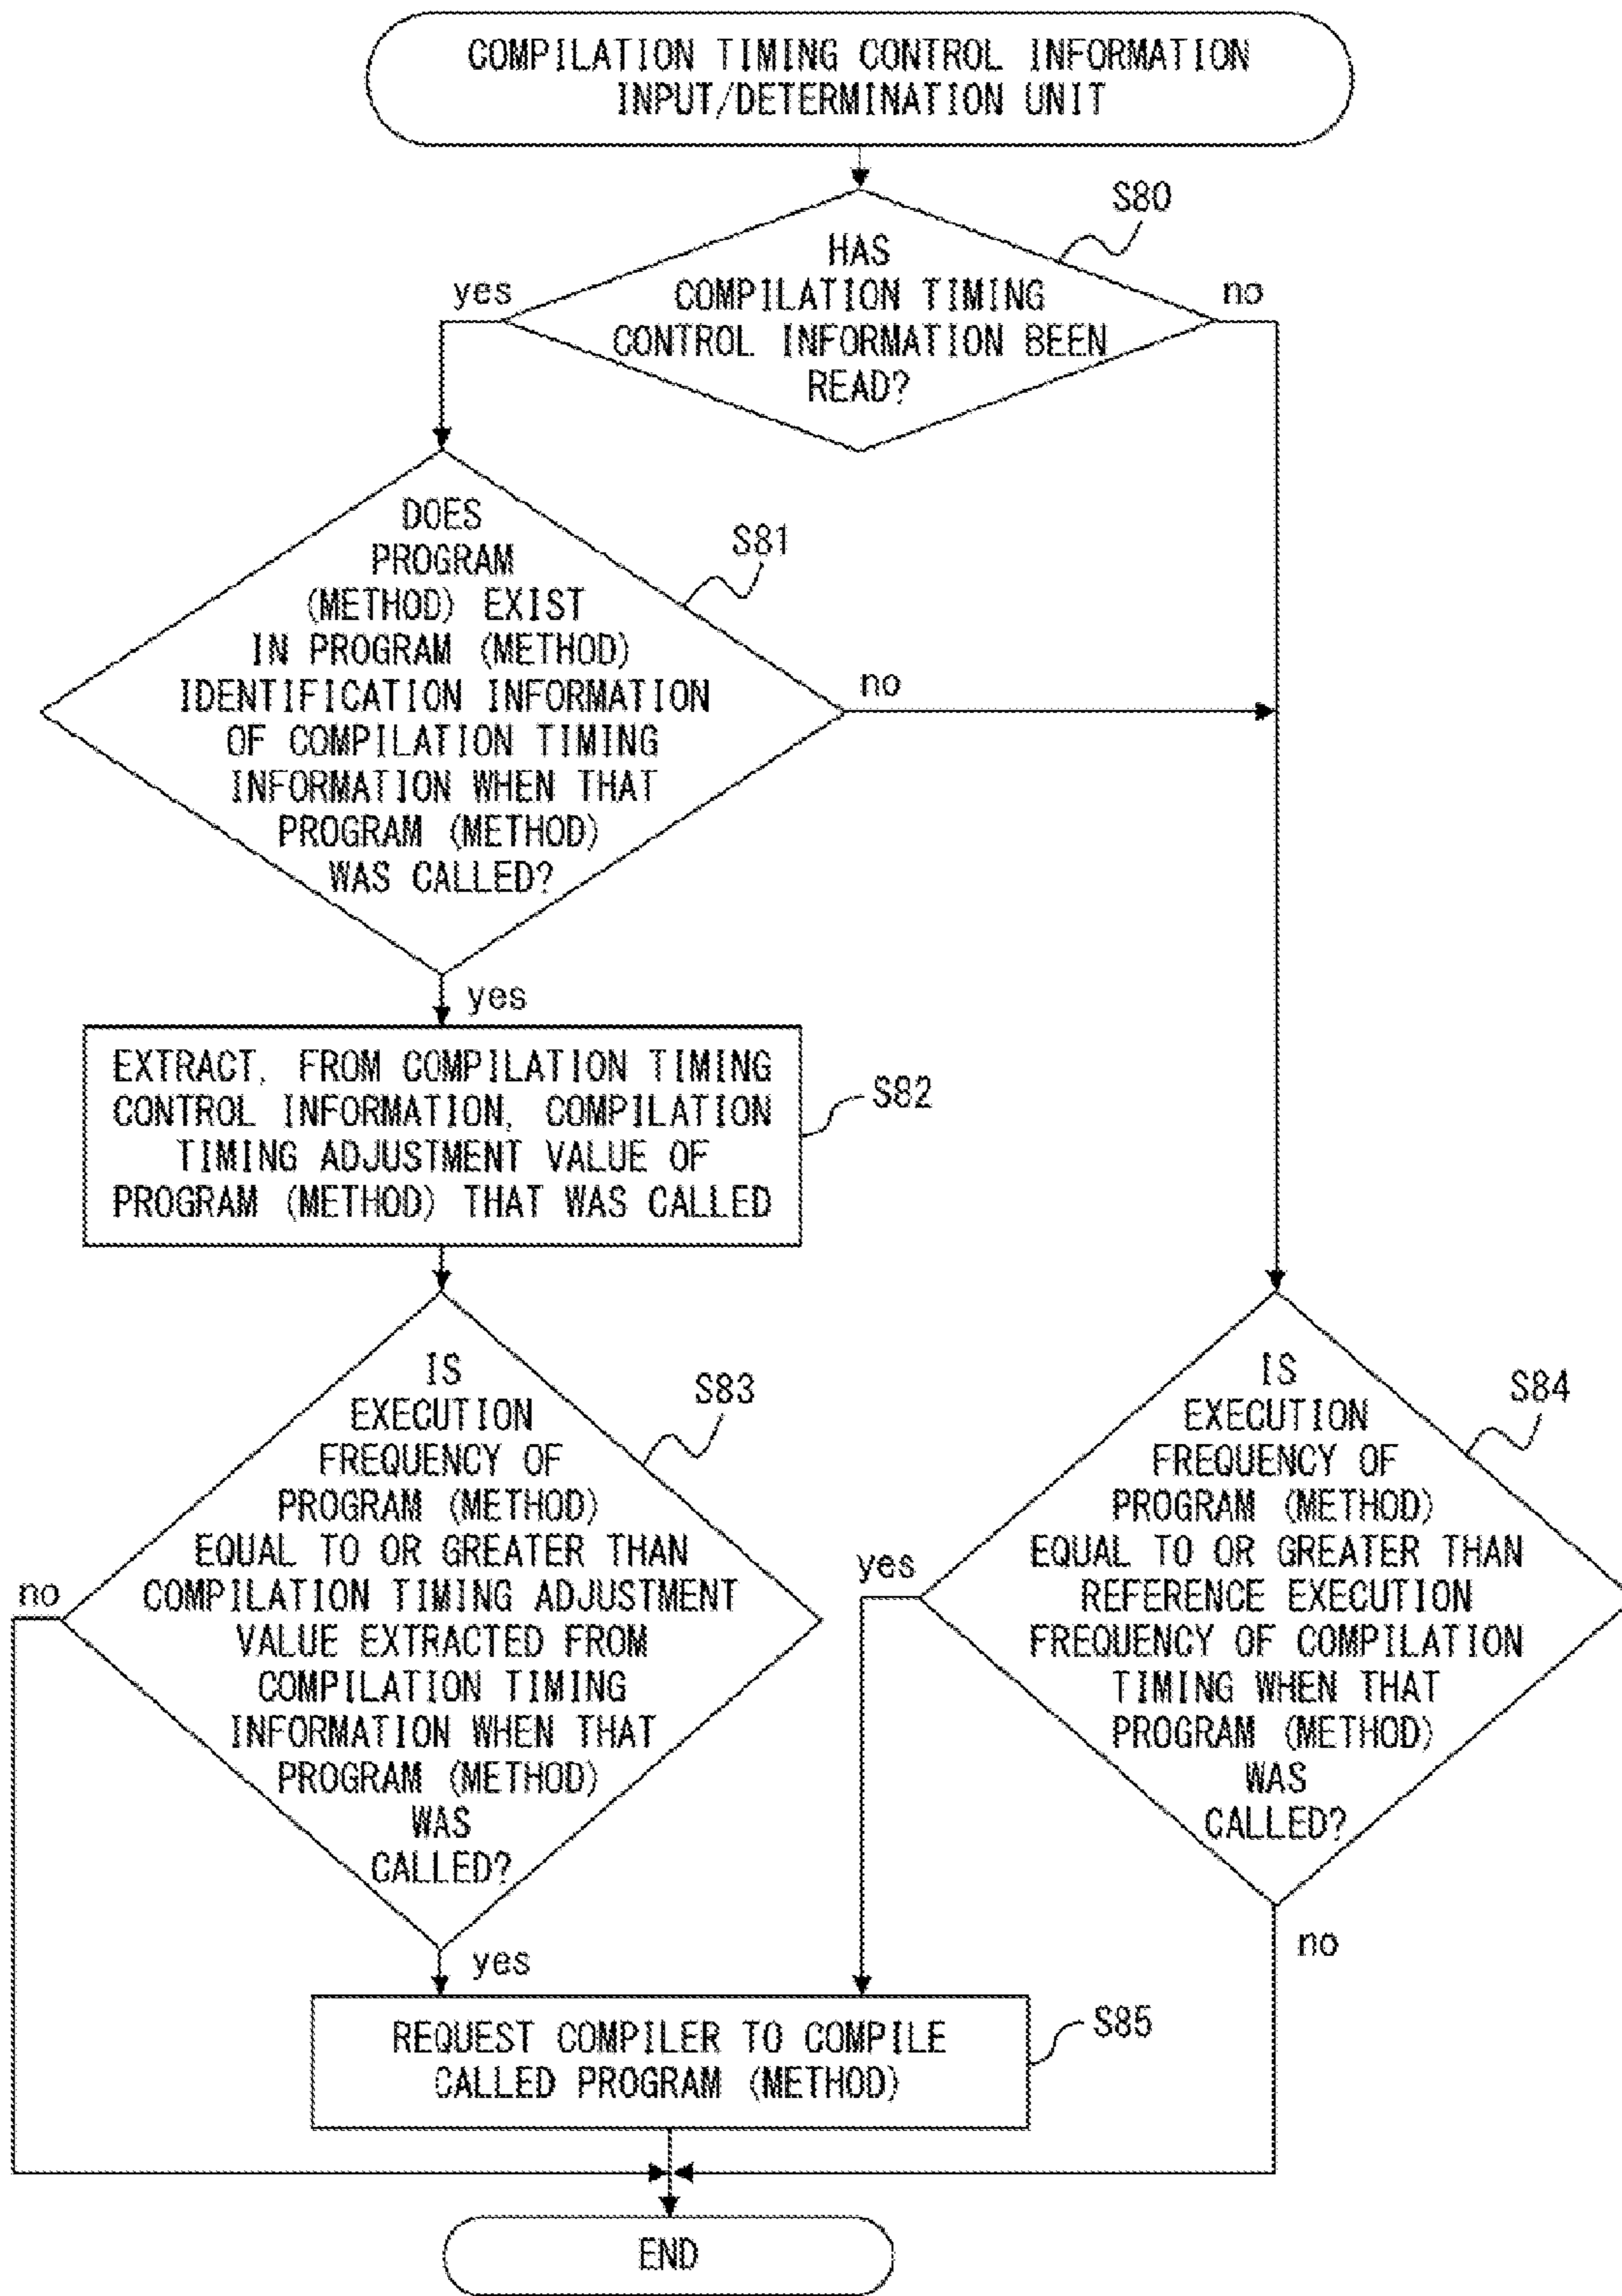 COMPILATION TIMING CONTROL INFORMATION
INPUT/DETERMINATION UNIT
S80
HAS
COMPILATION TIMING
CONTROL INFORMATION BEEN
READ?
yes
no
S81
DOES
PROGRAM
(METHOD) EXIST
IN PROGRAM (METHOD)
IDENTIFICATION INFORMATION
OF COMPILATION TIMING
INFORMATION WHEN THAT
PROGRAM (METHOD)
WAS CALLED?
no
yes
EXTRACT, FROM COMPILATION TIMING
CONTROL INFORMATION, COMPILATION
TIMING ADJUSTMENT VALUE OF
PROGRAM (METHOD) THAT WAS CALLED
S82
IS
EXECUTION
FREQUENCY OF
PROGRAM (METHOD)
EQUAL TO OR GREATER THAN
COMPILATION TIMING ADJUSTMENT
VALUE EXTRACTED FROM
COMPILATION TIMING
INFORMATION WHEN THAT
PROGRAM (METHOD)
WAS
CALLED?
S83
no
yes
IS
EXECUTION
FREQUENCY OF
PROGRAM (METHOD)
EQUAL TO OR GREATER THAN
REFERENCE EXECUTION
FREQUENCY OF COMPILATION
TIMING WHEN THAT
PROGRAM (METHOD)
WAS
CALLED?
S84
yes
no
REQUEST COMPILER TO COMPILE
CALLED PROGRAM (METHOD)
S85
END